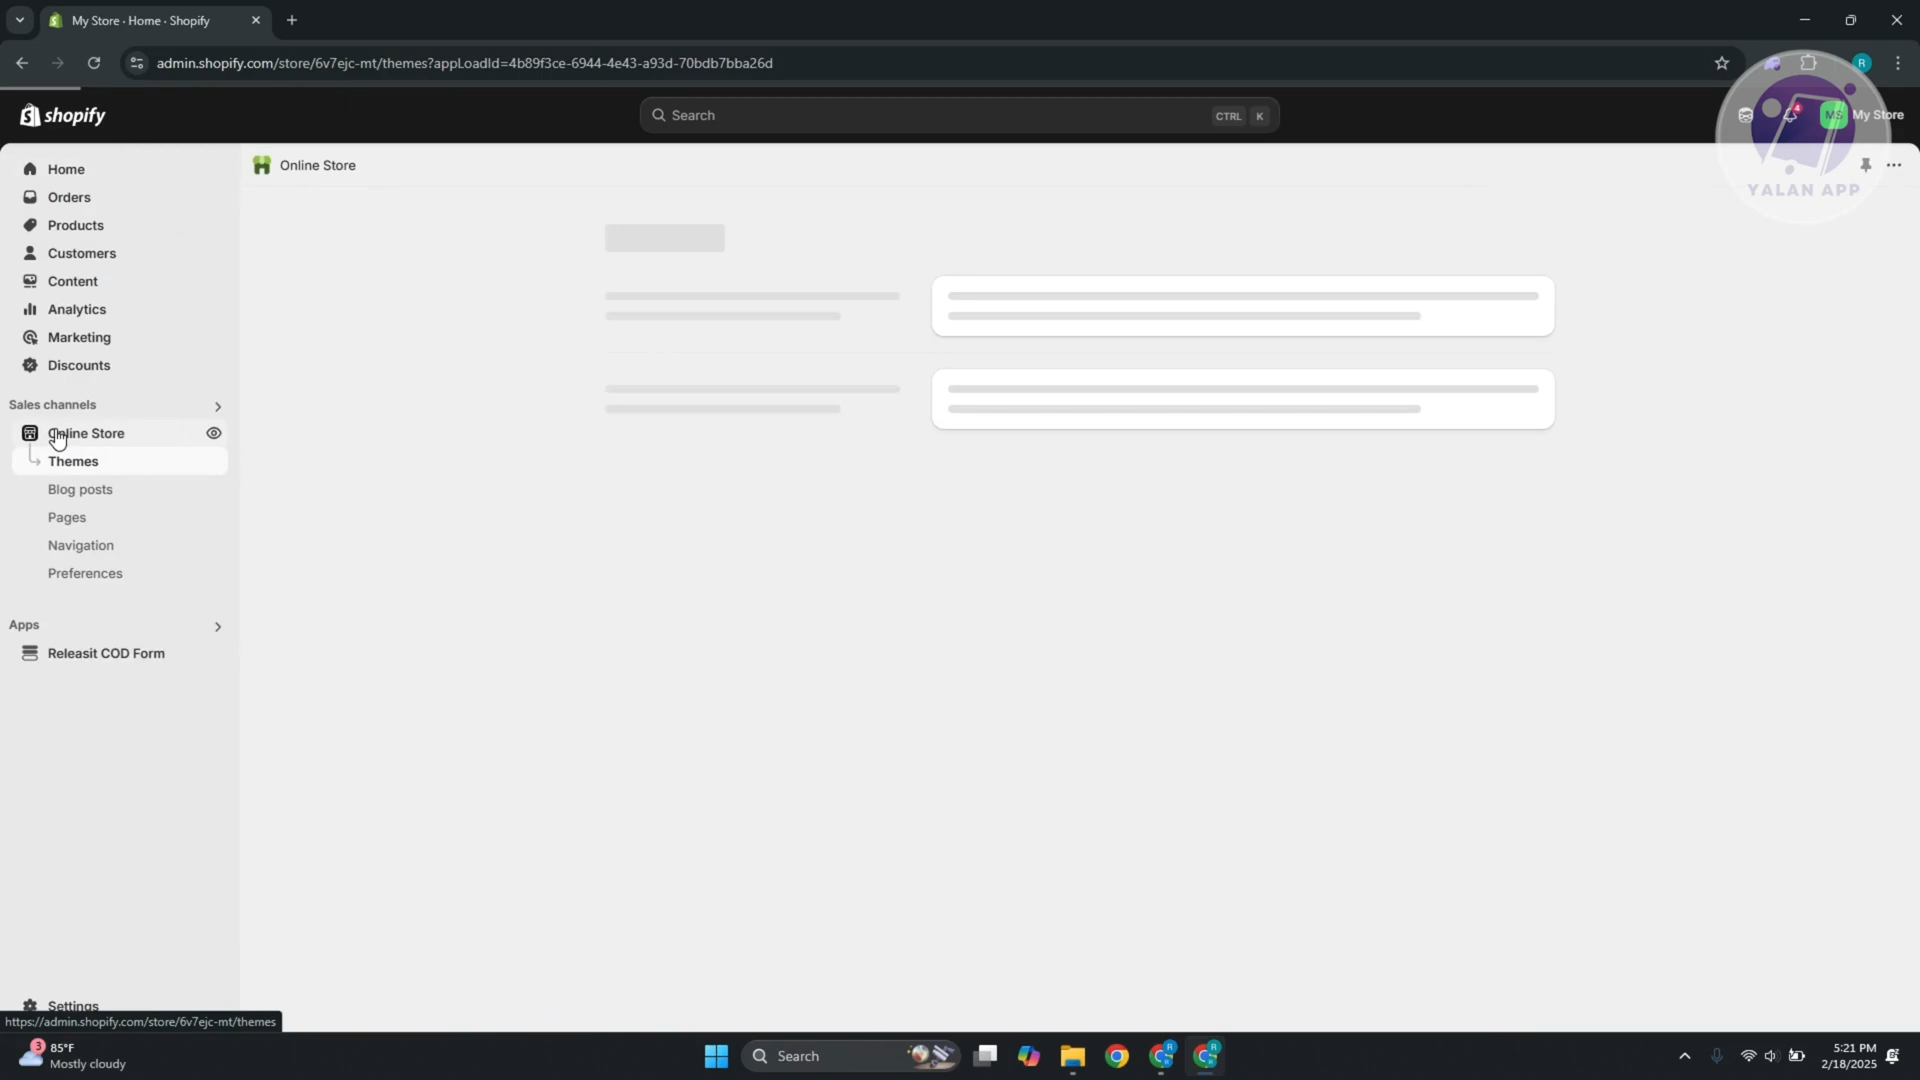 My Store · Home · Shopify
admin.shopify.com/store/6v7ejc-mt/themes?appLoadId=4b89f3ce-6944-4e43-a93d-70bdb7bba26d
R
shopify
Search
CTRL K
4
MS
My Store
YALAN APP
Home
Orders
Products
Customers
Content
Analytics
Marketing
Discounts
Sales channels
Online Store
Themes
Blog posts
Pages
Navigation
Preferences
Apps
Releasit COD Form
Settings
Online Store
https://admin.shopify.com/store/6v7ejc-mt/themes
3
85°F
Mostly cloudy
Search
R
R
5:21 PM
2/18/2025